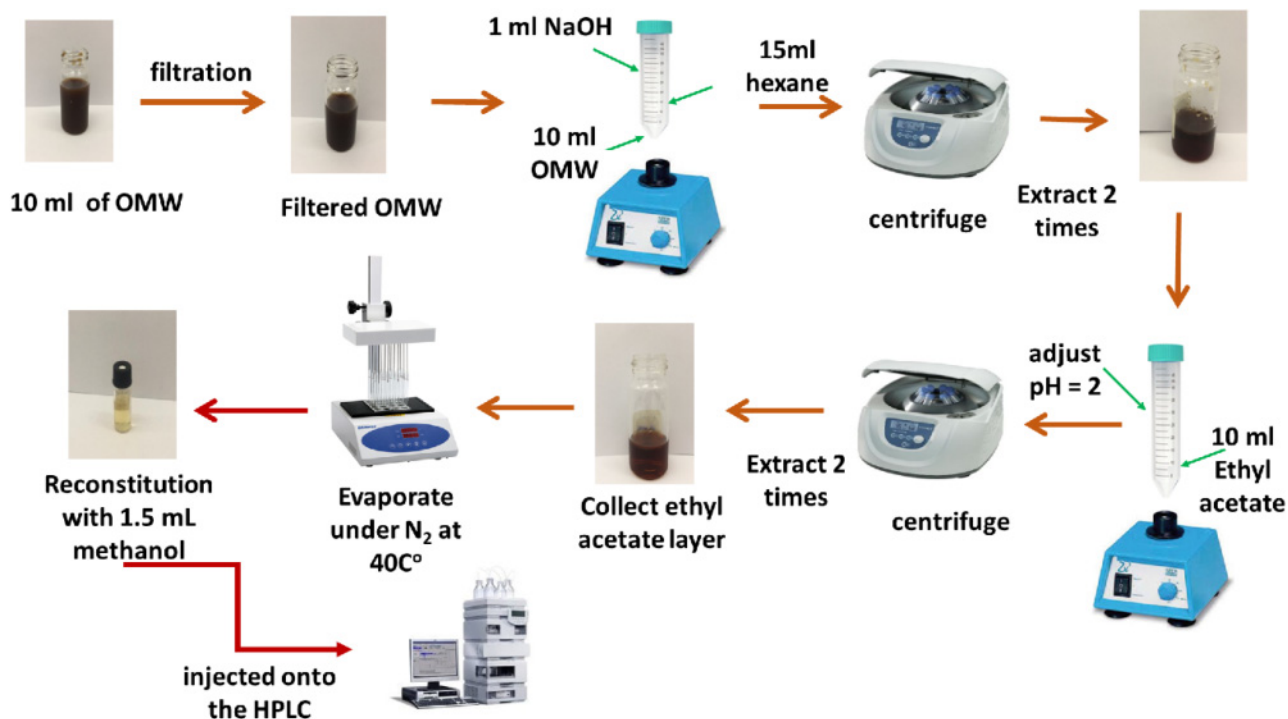 10 ml of OMW
filtration
Filtered OMW
1 ml NaOH
10 ml
OMW
15ml
hexane
centrifuge
Extract 2
times
adjust
pH = 2
10 ml
Ethyl
acetate
centrifuge
Extract 2
times
Collect ethyl
acetate layer
Evaporate
under N₂ at
40Cᵒ
Reconstitution
with 1.5 mL
methanol
injected onto
the HPLC